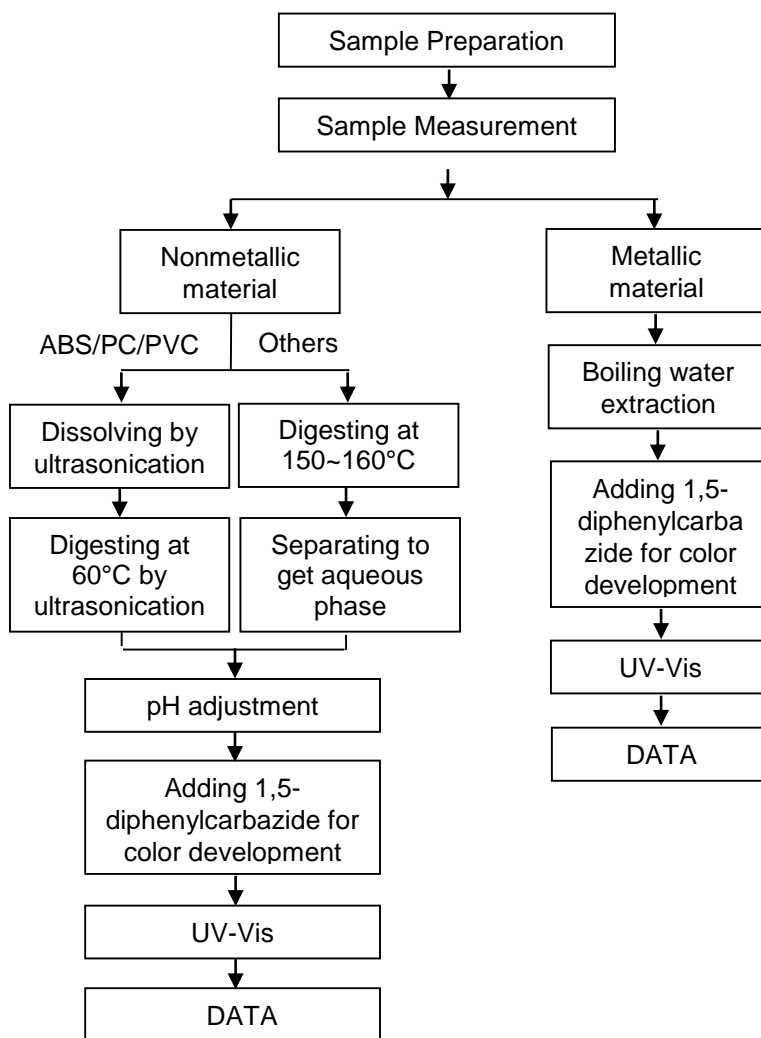 Sample Preparation
Sample Measurement
Nonmetallic
material
Metallic
material
ABS/PC/PVC
Others
Boiling water
extraction
Dissolving by
ultrasonication
Digesting at
150~160°C
Adding 1,5-
diphenylcarba
zide for color
development
Digesting at
60°C by
ultrasonication
Separating to
get aqueous
phase
UV-Vis
pH adjustment
DATA
Adding 1,5-
diphenylcarbazide for
color development
UV-Vis
DATA